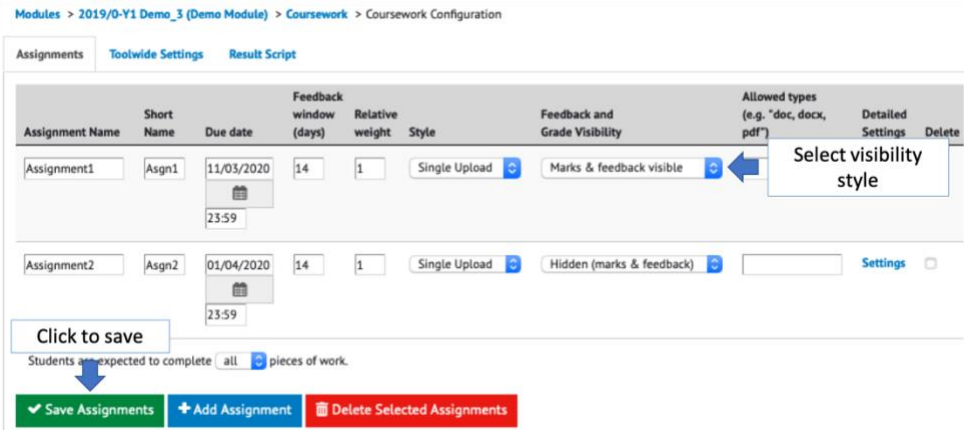 Modules > 2019/0-Y1 Demo_3 (Demo Module) > Coursework > Coursework Configuration
Assignments Toolwide Settings Result Script
Assignment Name
Short
Name
Due date
Feedback
window
(days)
Relative
weight
Style
Feedback and
Grade Visibility
Allowed types
(e.g. "doc, docx,
pdf")
Detailed
Settings
Delete
Assignment1 Asgn1 11/03/2020 14 1 Single Upload Marks & feedback visible
23:59
Select visibility
style
Assignment2 Asgn2 01/04/2020 14 1 Single Upload Hidden (marks & feedback) Settings
23:59
Click to save
Students are expected to complete all pieces of work.
Save Assignments Add Assignment Delete Selected Assignments